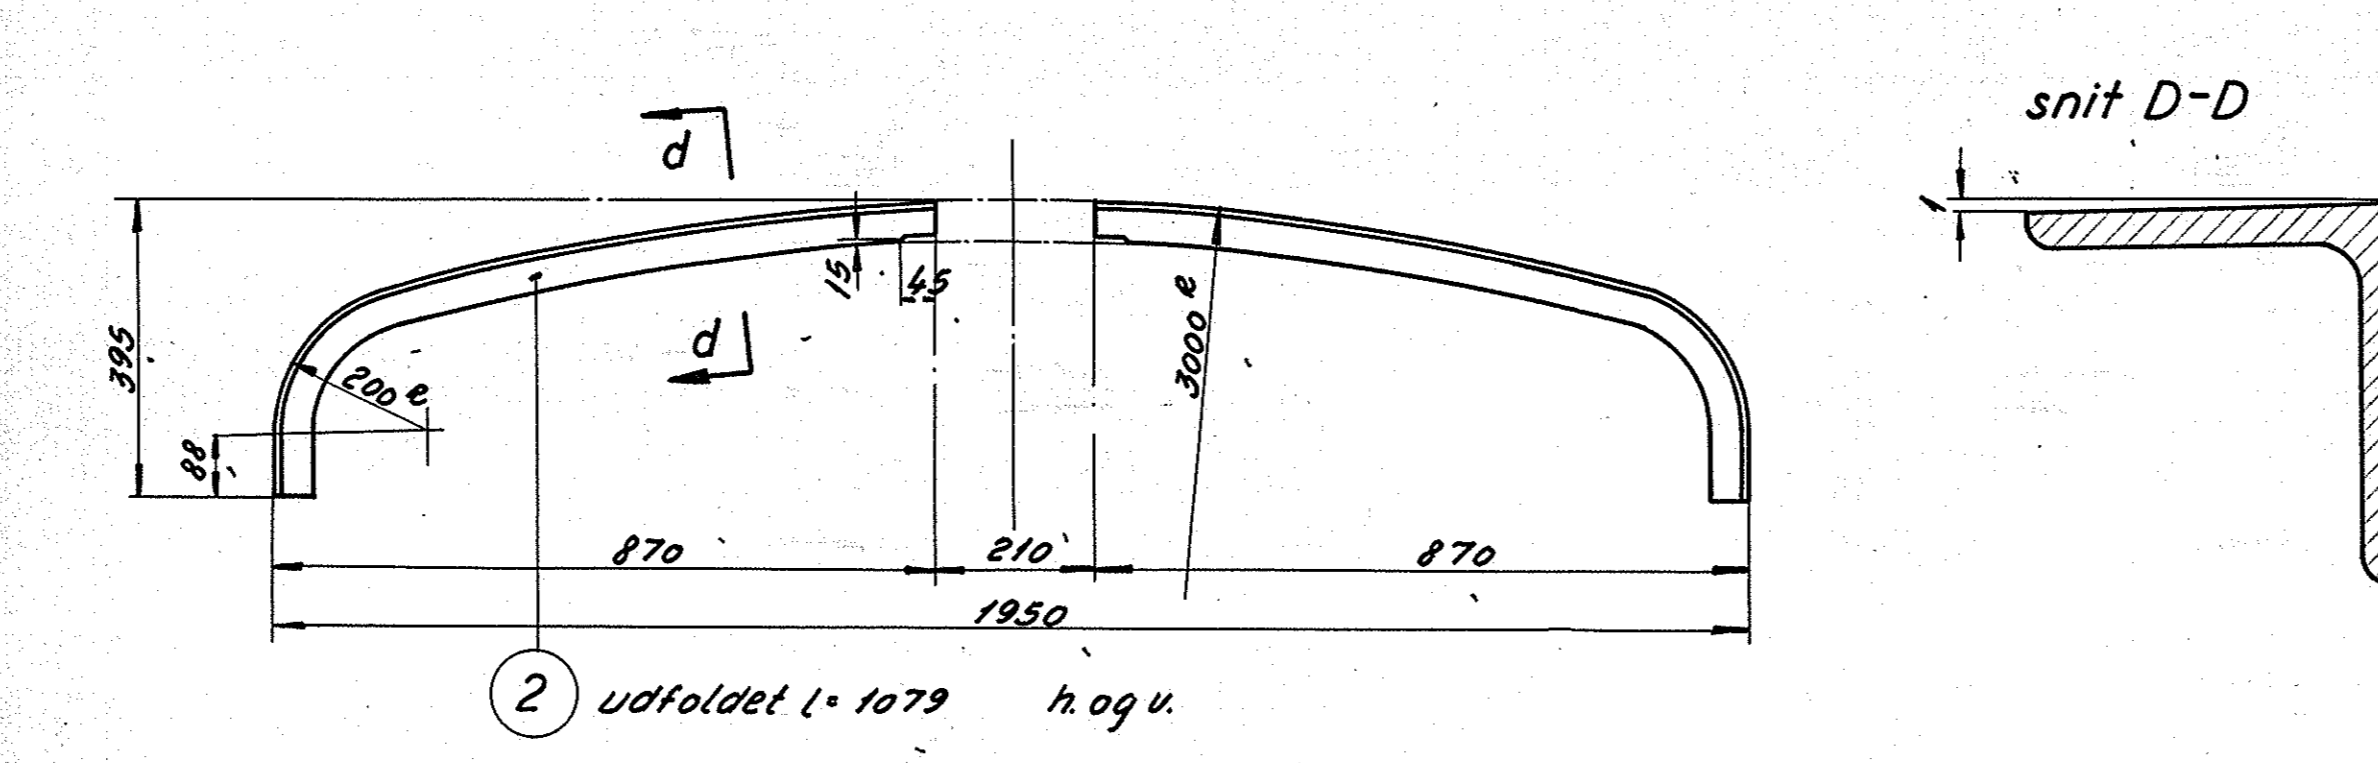 snit D-D
d
1
15
45
d
395
200 R
3000 R
88
870
210
870
1950
2 udfoldet l= 1079 h. og v.